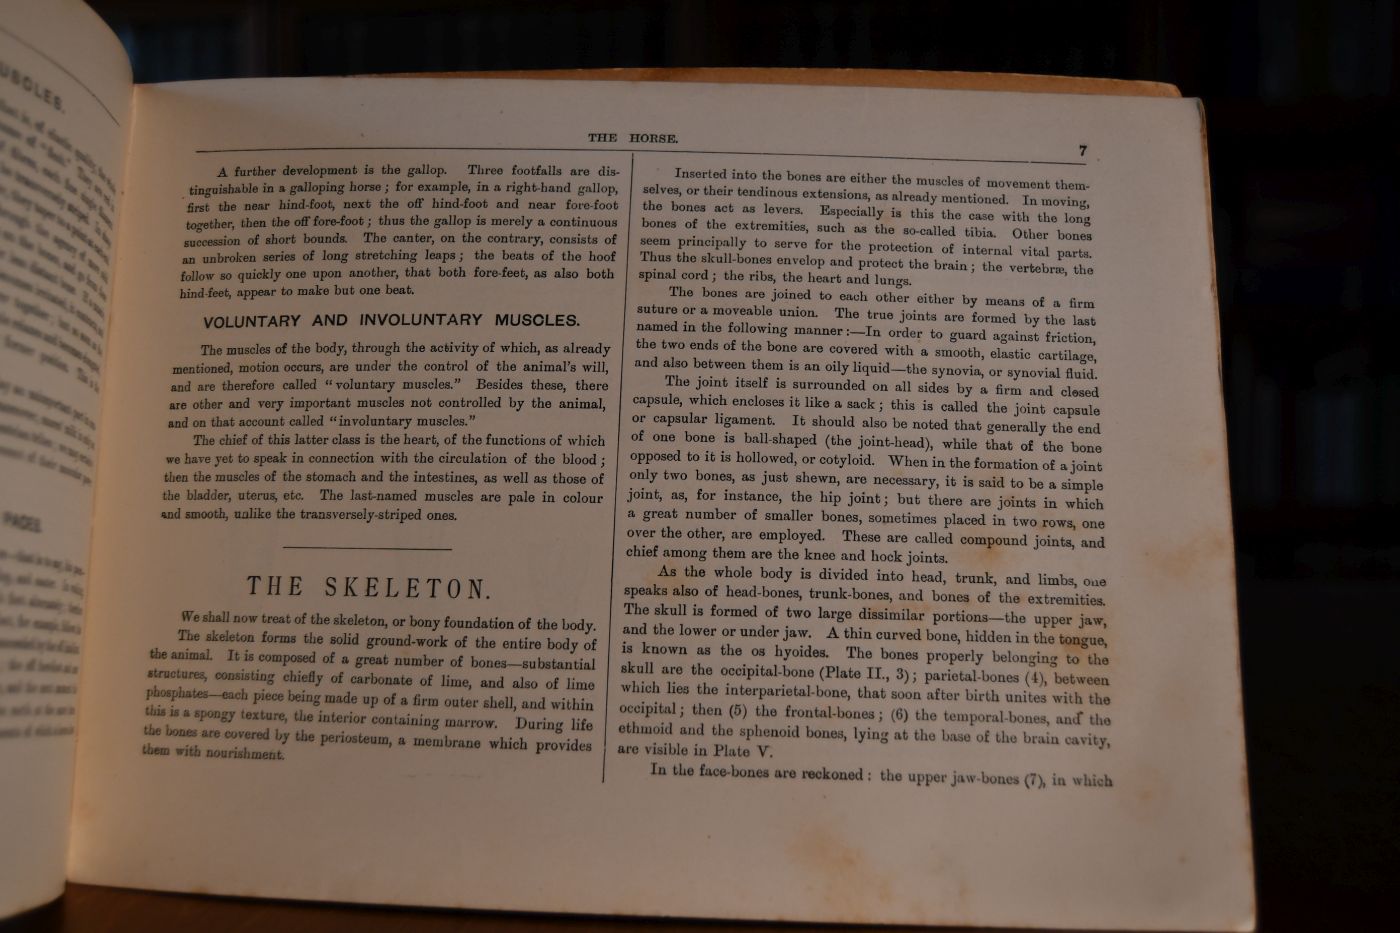 USCLES.
PAGES.
THE HORSE.
7
A further development is the gallop. Three footfalls are dis-
tinguishable in a galloping horse ; for example, in a right-hand gallop,
first the near hind-foot, next the off hind-foot and near fore-foot
together, then the off fore-foot ; thus the gallop is merely a continuous
succession of short bounds. The canter, on the contrary, consists of
an unbroken series of long stretching leaps ; the beats of the hoof
follow so quickly one upon another, that both fore-feet, as also both
hind-feet, appear to make but one beat.
VOLUNTARY AND INVOLUNTARY MUSCLES.
The muscles of the body, through the activity of which, as already
mentioned, motion occurs, are under the control of the animal's will,
and are therefore called "voluntary muscles." Besides these, there
are other and very important muscles not controlled by the animal,
and on that account called "involuntary muscles."
The chief of this latter class is the heart, of the functions of which
we have yet to speak in connection with the circulation of the blood ;
then the muscles of the stomach and the intestines, as well as those of
the bladder, uterus, etc. The last-named muscles are pale in colour
and smooth, unlike the transversely-striped ones.
THE SKELETON.
We shall now treat of the skeleton, or bony foundation of the body.
The skeleton forms the solid ground-work of the entire body of
the animal. It is composed of a great number of bones—substantial
structures, consisting chiefly of carbonate of lime, and also of lime
phosphates—each piece being made up of a firm outer shell, and within
this is a spongy texture, the interior containing marrow. During life
the bones are covered by the periosteum, a membrane which provides
them with nourishment.
Inserted into the bones are either the muscles of movement them-
selves, or their tendinous extensions, as already mentioned. In moving,
the bones act as levers. Especially is this the case with the long
bones of the extremities, such as the so-called tibia. Other bones
seem principally to serve for the protection of internal vital parts.
Thus the skull-bones envelop and protect the brain ; the vertebræ, the
spinal cord ; the ribs, the heart and lungs.
The bones are joined to each other either by means of a firm
suture or a moveable union. The true joints are formed by the last
named in the following manner :—In order to guard against friction,
the two ends of the bone are covered with a smooth, elastic cartilage,
and also between them is an oily liquid—the synovia, or synovial fluid.
The joint itself is surrounded on all sides by a firm and closed
capsule, which encloses it like a sack ; this is called the joint capsule
or capsular ligament. It should also be noted that generally the end
of one bone is ball-shaped (the joint-head), while that of the bone
opposed to it is hollowed, or cotyloid. When in the formation of a joint
only two bones, as just shewn, are necessary, it is said to be a simple
joint, as, for instance, the hip joint ; but there are joints in which
a great number of smaller bones, sometimes placed in two rows, one
over the other, are employed. These are called compound joints, and
chief among them are the knee and hock joints.
As the whole body is divided into head, trunk, and limbs, one
speaks also of head-bones, trunk-bones, and bones of the extremities.
The skull is formed of two large dissimilar portions—the upper jaw,
and the lower or under jaw. A thin curved bone, hidden in the tongue,
is known as the os hyoides. The bones properly belonging to the
skull are the occipital-bone (Plate II., 3) ; parietal-bones (4), between
which lies the interparietal-bone, that soon after birth unites with the
occipital ; then (5) the frontal-bones ; (6) the temporal-bones, and the
ethmoid and the sphenoid bones, lying at the base of the brain cavity,
are visible in Plate V.
In the face-bones are reckoned : the upper jaw-bones (7), in which